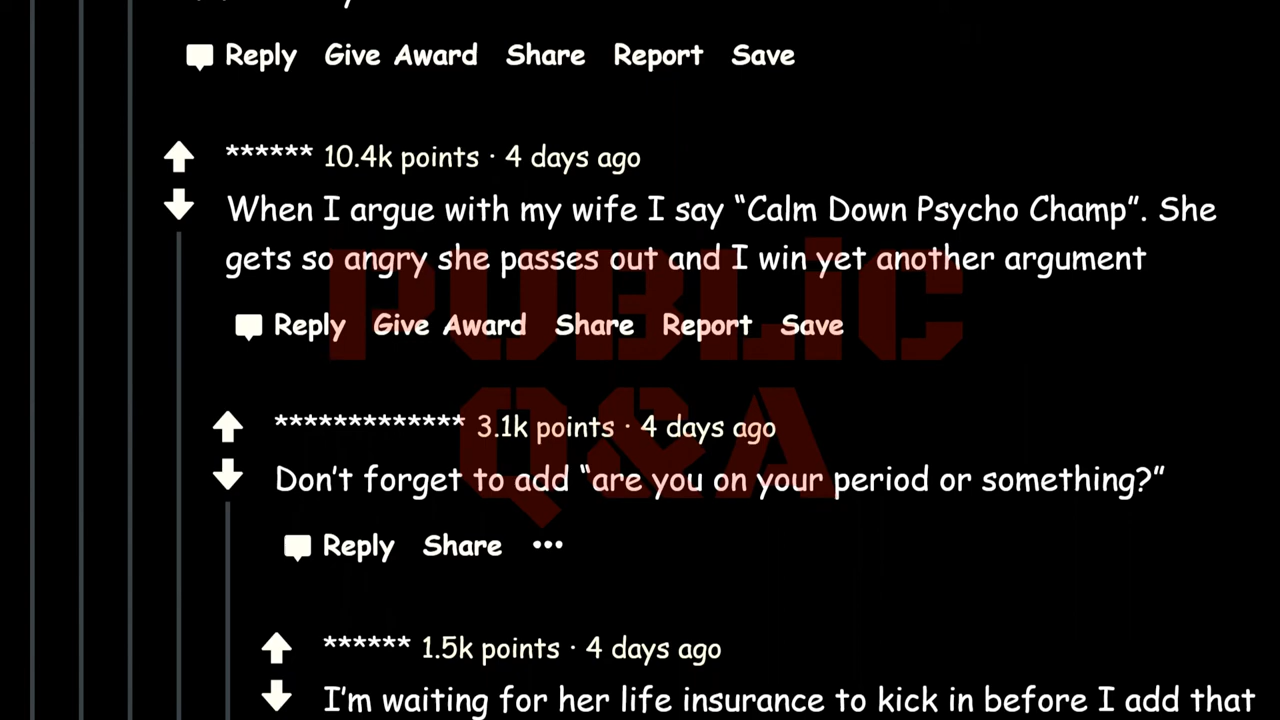 Reply Give Award Share Report Save
****** 10.4k points · 4 days ago
When I argue with my wife I say “Calm Down Psycho Champ”. She
gets so angry she passes out and I win yet another argument
PUBLiC
Reply Give Award Share Report Save
Q&A
************* 3.1k points · 4 days ago
Don’t forget to add “are you on your period or something?”
Reply Share •••
****** 1.5k points · 4 days ago
I’m waiting for her life insurance to kick in before I add that